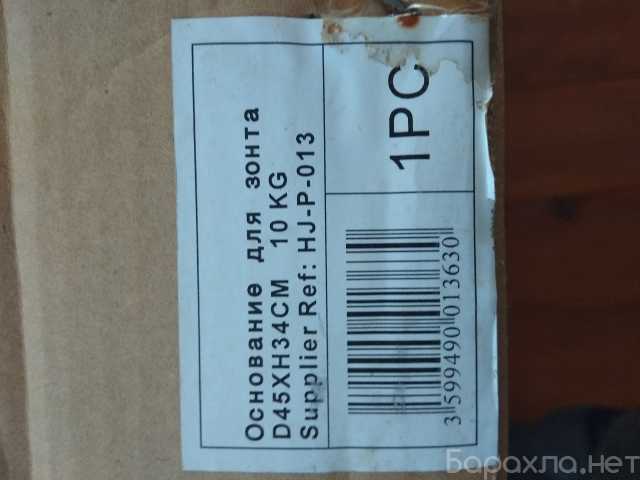 Основание для зонта
D45XH34CM 10 KG
Supplier Ref: HJ-P-013
3 599490 013630
1PC
Барахла.нет